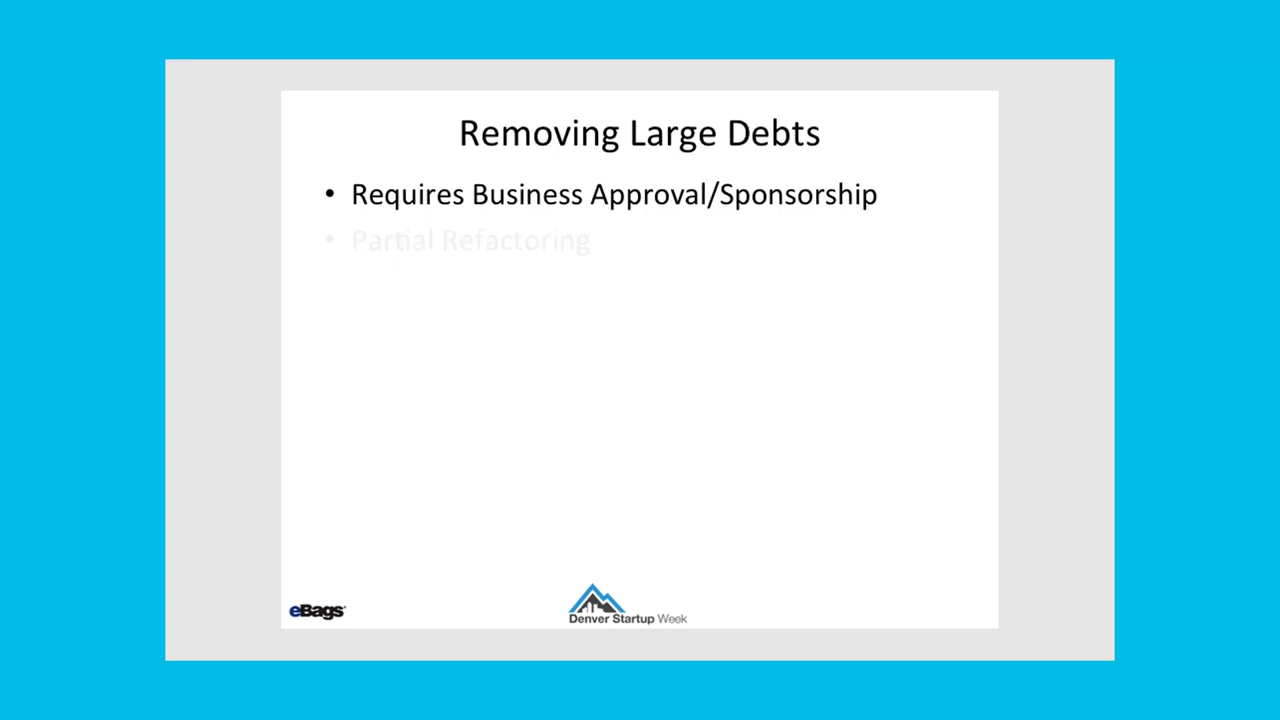 Removing Large Debts
• Requires Business Approval/Sponsorship
• Partial Refactoring
eBags
Denver Startup Week